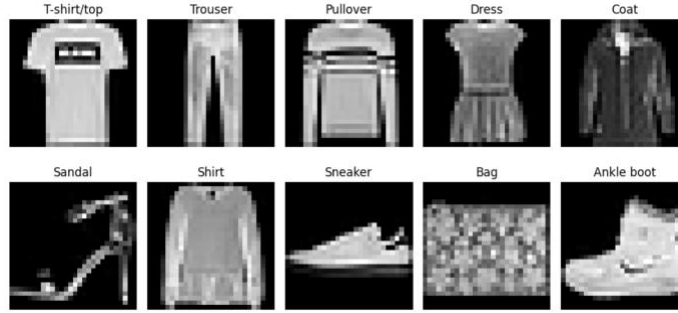 T-shirt/top
Trouser
Pullover
Dress
Coat
Sandal
Shirt
Sneaker
Bag
Ankle boot